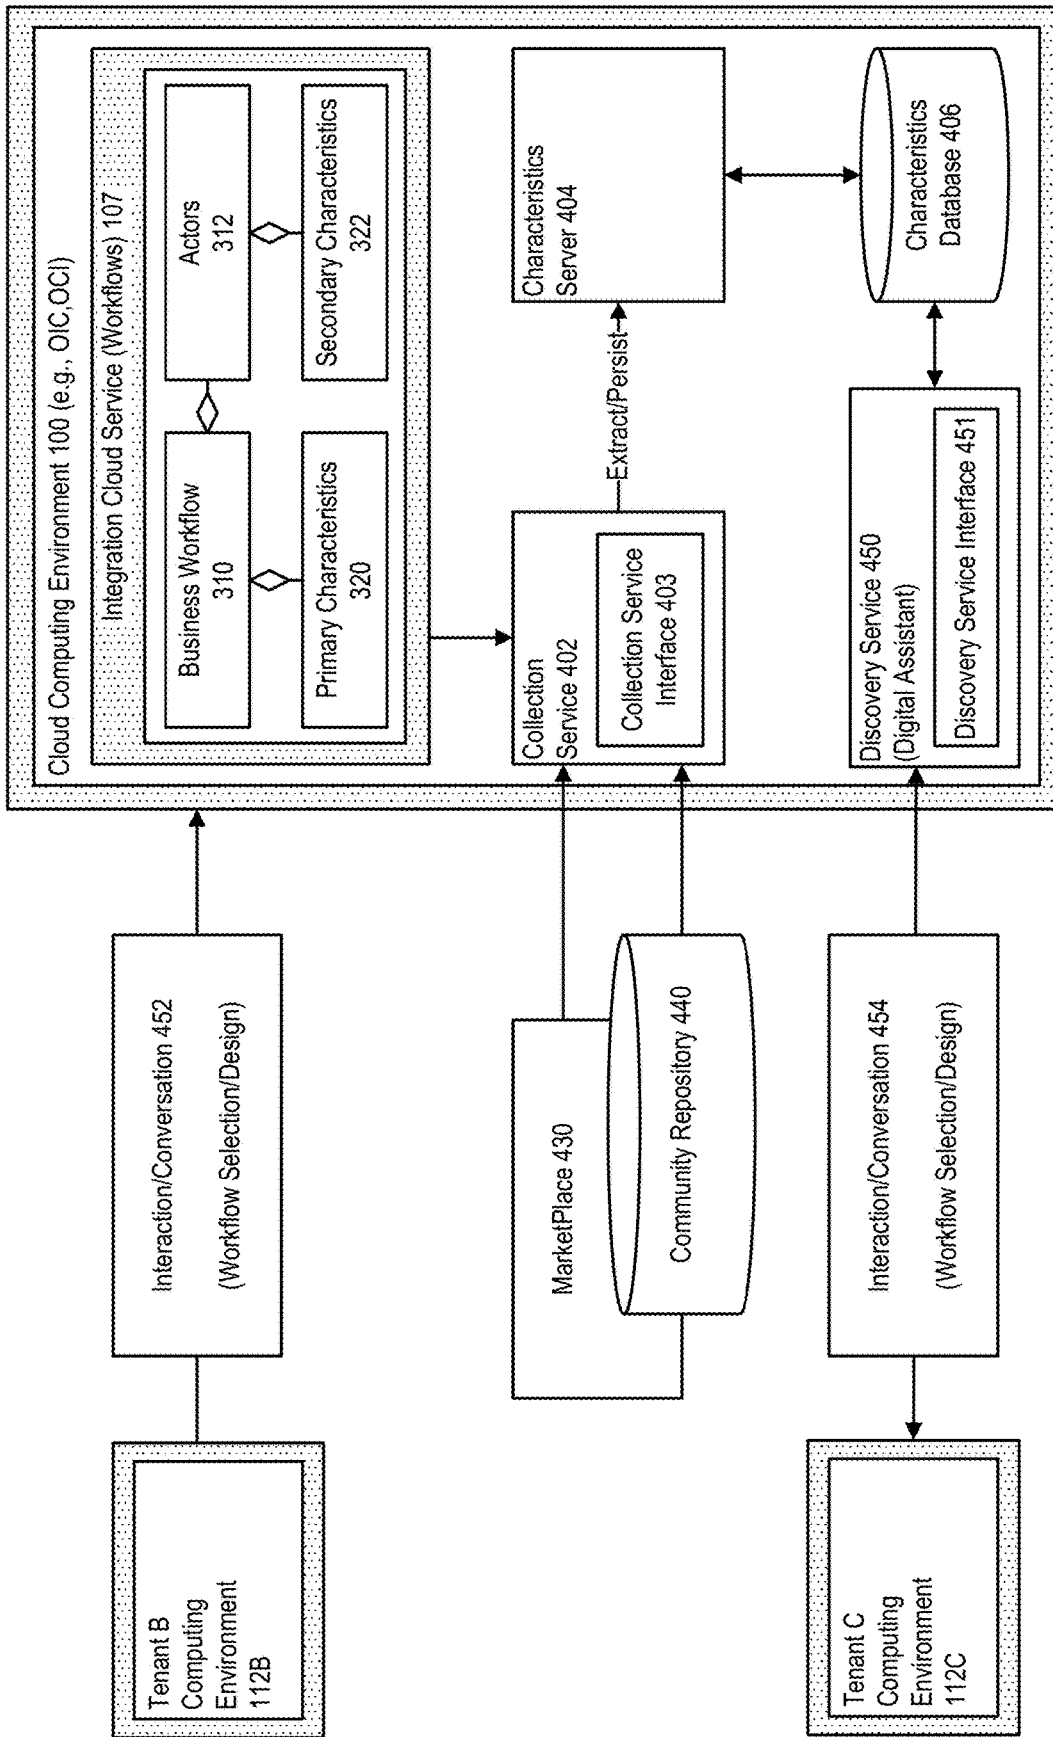 Cloud Computing Environment 100 (e.g., OIC,OCI)
Integration Cloud Service (Workflows) 107
Business Workflow
310
Actors
312
Primary Characteristics
320
Secondary Characteristics
322
Tenant B
Computing
Environment
112B
Interaction/Conversation 452
(Workflow Selection/Design)
MarketPlace 430
Community Repository 440
Collection
Service 402
Collection Service
Interface 403
Extract/Persist
Characteristics
Server 404
Tenant C
Computing
Environment
112C
Interaction/Conversation 454
(Workflow Selection/Design)
Discovery Service 450
(Digital Assistant)
Discovery Service Interface 451
Characteristics
Database 406